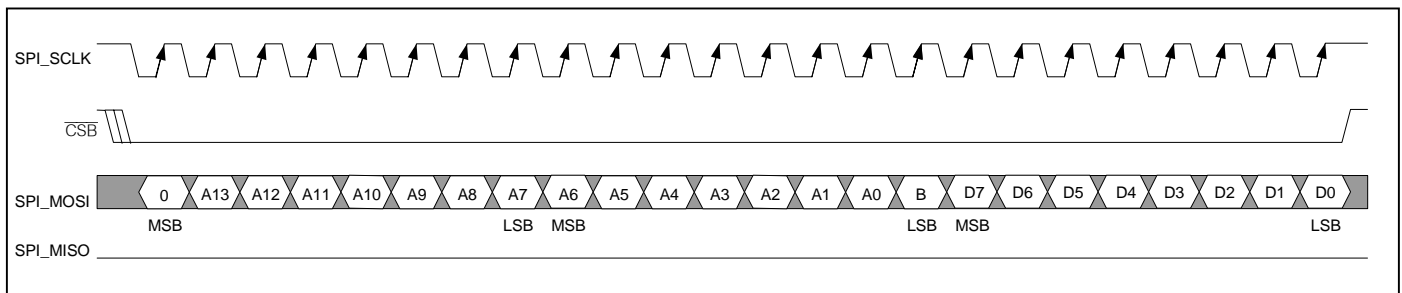 SPI_SCLK
CSB
SPI_MOSI 0 A13 A12 A11 A10 A9 A8 A7 A6 A5 A4 A3 A2 A1 A0 B D7 D6 D5 D4 D3 D2 D1 D0
MSB LSB MSB LSB MSB LSB
SPI_MISO